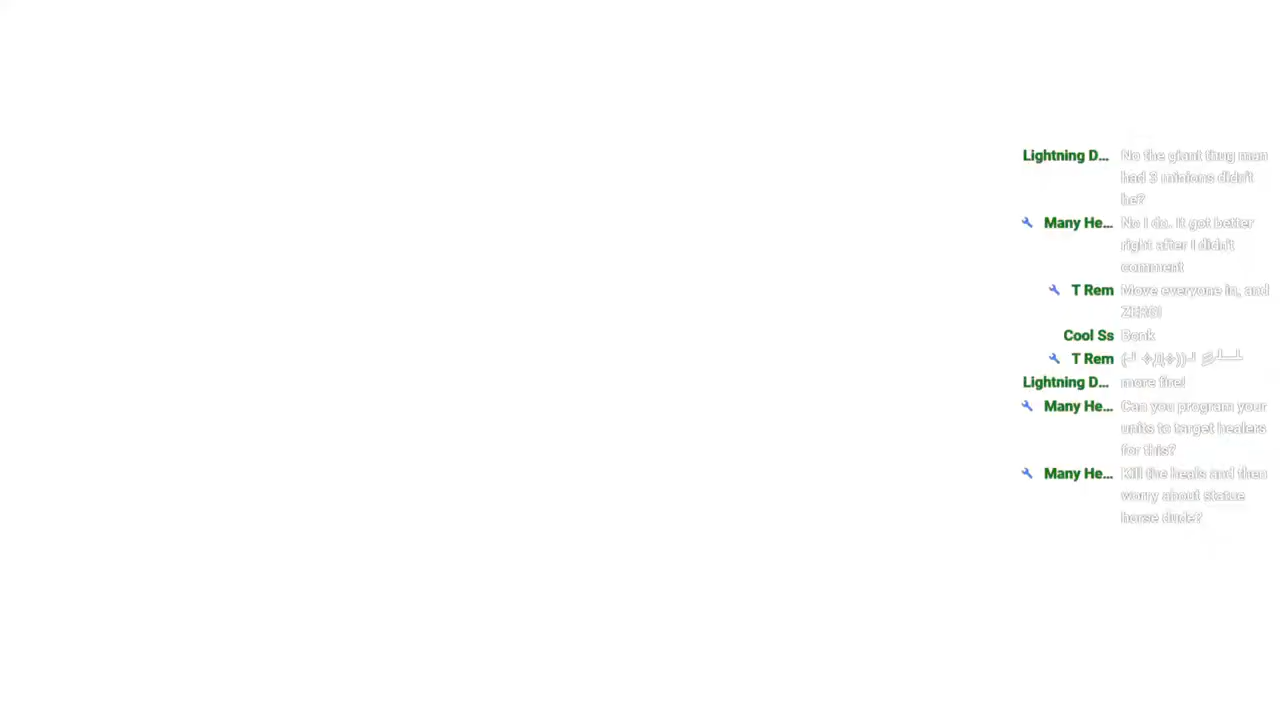 Lightning D... No the giant thug man
had 3 minions didn't
he?
Many He... No I do. It got better
right after I didn't
comment
T Rem Move everyone in, and
ZERG!
Cool Ss Bonk
T Rem
Lightning D... more fire!
Many He... Can you program your
units to target healers
for this?
Many He... Kill the heals and then
worry about statue
horse dude?